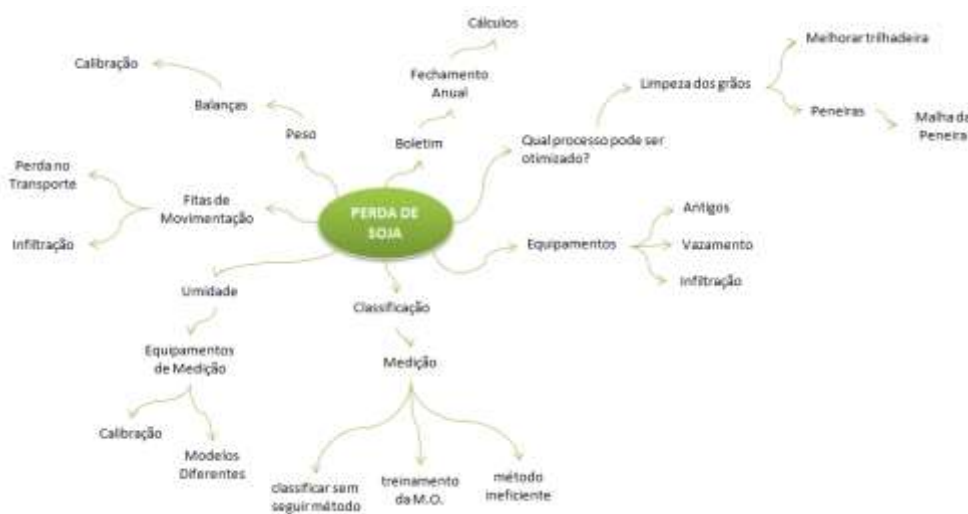 Cálculos
Melhorar trilhadeira
Calibração
Fechamento
Anual
Limpeza dos grãos
Balanças
Peneiras
Malha da
Peneira
Peso
Boletim
Qual processo pode ser
otimizado?
Perda no
Transporte
Fitas de
Movimentação
PERDA DE
SOJA
Antigos
Infiltração
Equipamentos
Vazamento
Infiltração
Umidade
Classificação
Equipamentos
de Medição
Medição
Calibração
Modelos
Diferentes
classificar sem
seguir método
treinamento
da M.O.
método
ineficiente